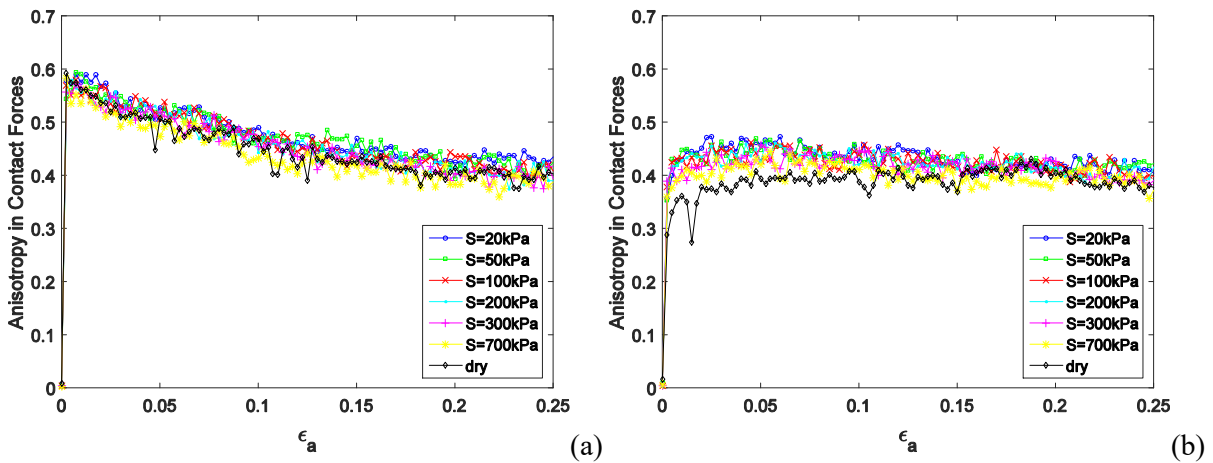 Anisotropy in Contact Forces
0.7
0.6
0.5
0.4
0.3
0.2
0.1
0
S=20kPa
S=50kPa
S=100kPa
S=200kPa
S=300kPa
S=700kPa
dry
0 0.05 0.1 0.15 0.2 0.25
ϵa
(a)
Anisotropy in Contact Forces
0.7
0.6
0.5
0.4
0.3
0.2
0.1
0
S=20kPa
S=50kPa
S=100kPa
S=200kPa
S=300kPa
S=700kPa
dry
0 0.05 0.1 0.15 0.2 0.25
ϵa
(b)